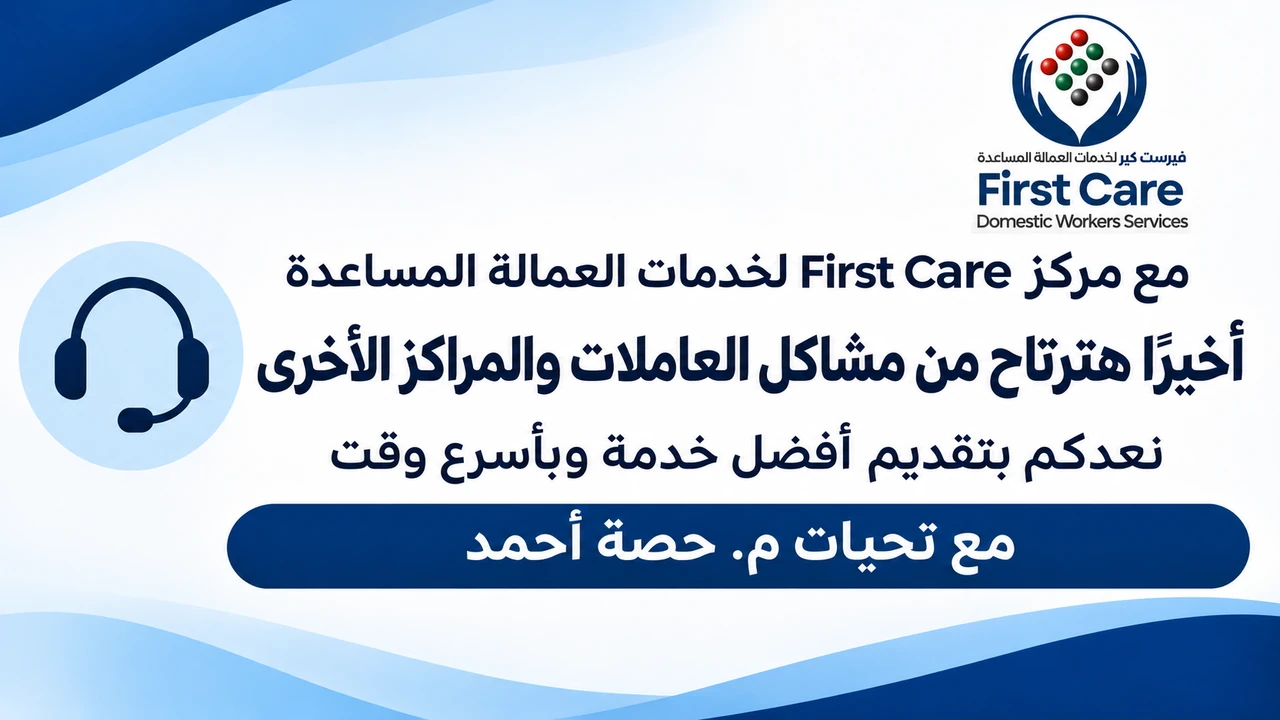 فيرست كير لخدمات العمالة المساعدة
First Care
Domestic Workers Services
مع مركز First Care لخدمات العمالة المساعدة
أخيرًا هترتاح من مشاكل العاملات والمراكز الأخرى
نعدكم بتقديم أفضل خدمة وبأسرع وقت
مع تحيات م. حصة أحمد